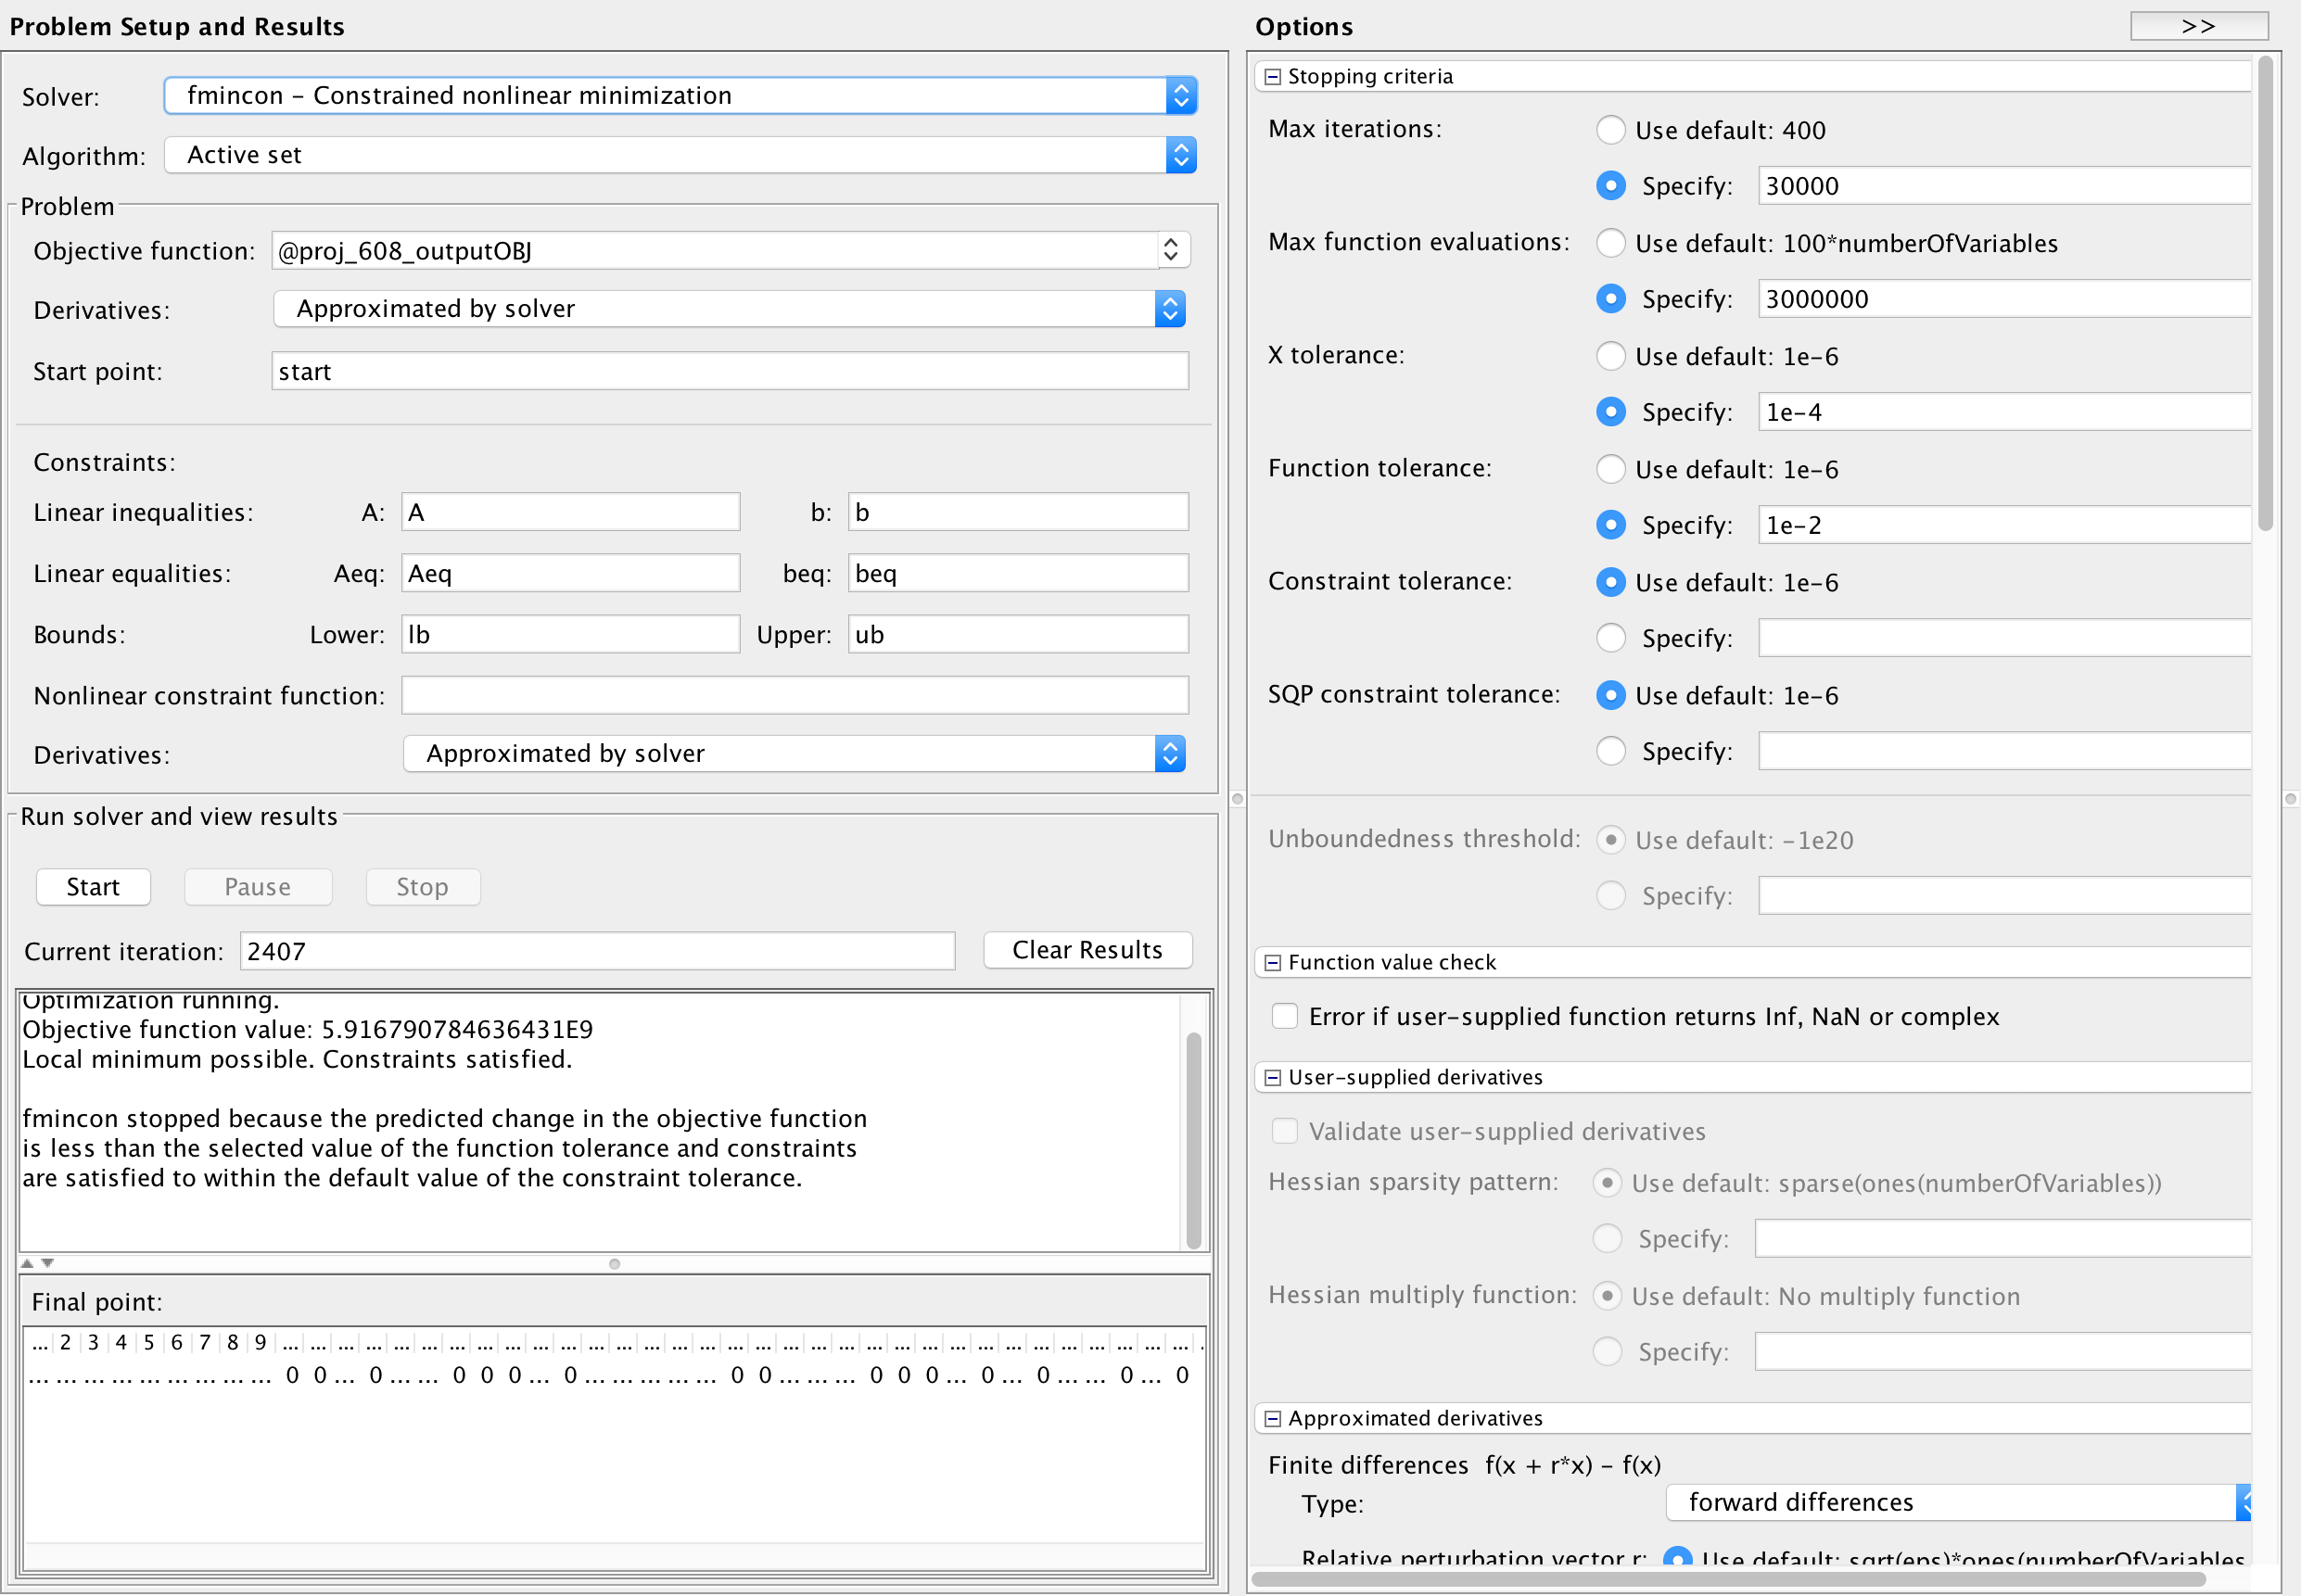 Problem Setup and Results
Solver: fmincon – Constrained nonlinear minimization
Algorithm: Active set
Problem
Objective function: @proj_608_outputOBJ
Derivatives: Approximated by solver
Start point: start
Constraints:
Linear inequalities: A: A b: b
Linear equalities: Aeq: Aeq beq: beq
Bounds: Lower: lb Upper: ub
Nonlinear constraint function:
Derivatives: Approximated by solver
Run solver and view results
Start Pause Stop
Current iteration: 2407 Clear Results
Optimization running.
Objective function value: 5.916790784636431E9
Local minimum possible. Constraints satisfied.
fmincon stopped because the predicted change in the objective function
is less than the selected value of the function tolerance and constraints
are satisfied to within the default value of the constraint tolerance.
Final point:
... 2 3 4 5 6 7 8 9 ... ... ... ... ... ... ... ... ... ... ... ... ... ... ... ... ... ... ... ... ... ... ... ... ... ... ... ... ... ... ... ... ...
... ... ... ... ... ... ... ... ... 0 0 ... 0 ... ... 0 0 0 ... 0 ... ... ... ... ... 0 0 ... ... ... 0 0 0 ... 0 ... 0 ... ... 0 ... 0
Options >>
Stopping criteria
Max iterations: Use default: 400
Specify: 30000
Max function evaluations: Use default: 100*numberOfVariables
Specify: 3000000
X tolerance: Use default: 1e-6
Specify: 1e-4
Function tolerance: Use default: 1e-6
Specify: 1e-2
Constraint tolerance: Use default: 1e-6
Specify:
SQP constraint tolerance: Use default: 1e-6
Specify:
Unboundedness threshold: Use default: -1e20
Specify:
Function value check
Error if user-supplied function returns Inf, NaN or complex
User-supplied derivatives
Validate user-supplied derivatives
Hessian sparsity pattern: Use default: sparse(ones(numberOfVariables))
Specify:
Hessian multiply function: Use default: No multiply function
Specify:
Approximated derivatives
Finite differences f(x + r*x) – f(x)
Type: forward differences
Relative perturbation vector r: Use default: sqrt(eps)*ones(numberOfVariables